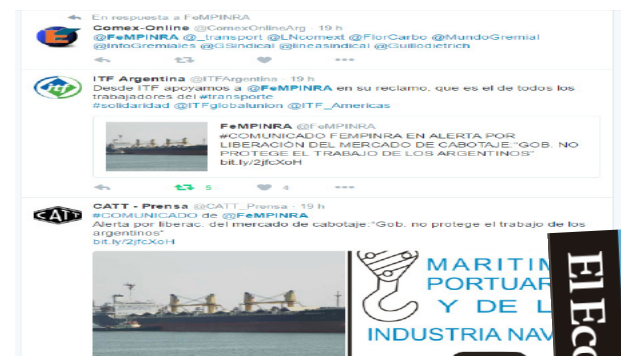 En respuesta a FeMPINRA
Comex-Online @ComexOnlineArg · 19 h
@FeMPINRA @_transport @LNcomext @FlorCarbo @MundoGremial
@InfoGremiales @GSindical @lineasindical @Guillodietrich
ITF Argentina @ITFArgentina · 19 h
Desde ITF apoyamos a @FeMPINRA en su reclamo, que es el de todos los
trabajadores del #transporte
#solidaridad @ITFglobalunion @ITF_Americas
FeMPINRA @FeMPINRA
#COMUNICADO FEMPINRA EN ALERTA POR
LIBERACIÓN DEL MERCADO DE CABOTAJE:"GOB. NO
PROTEGE EL TRABAJO DE LOS ARGENTINOS"
bit.ly/2jfcXoH
5 4
CATT - Prensa @CATT_Prensa · 19 h
#COMUNICADO de @FeMPINRA
Alerta por liberac. del mercado de cabotaje:"Gob. no protege el trabajo de los
argentinos"
bit.ly/2jfcXoH
itf
CATT
MARITIM
PORTUAR
Y DE L
INDUSTRIA NAV
El Eco